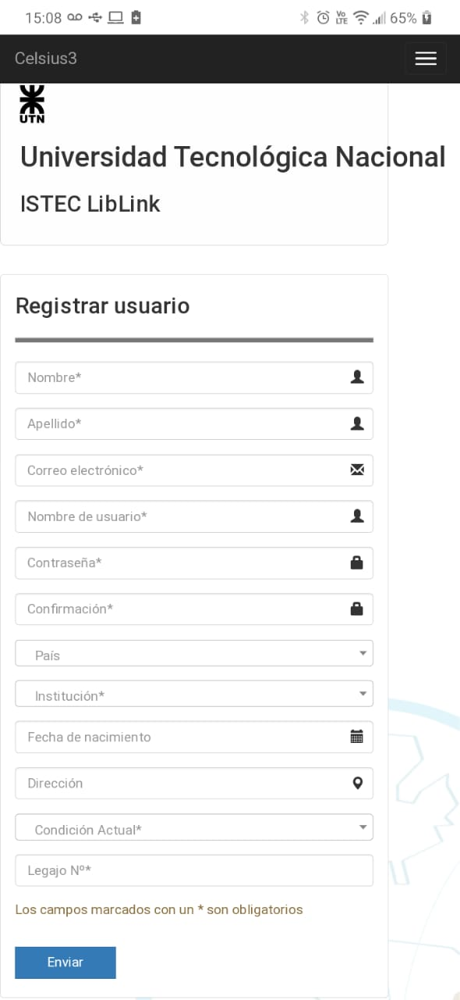 15:08
Vo LTE
65%
Celsius3
UTN
Universidad Tecnológica Nacional
ISTEC LibLink
Registrar usuario
Nombre*
Apellido*
Correo electrónico*
Nombre de usuario*
Contraseña*
Confirmación*
País
Institución*
Fecha de nacimiento
Dirección
Condición Actual*
Legajo Nº*
Los campos marcados con un * son obligatorios
Enviar